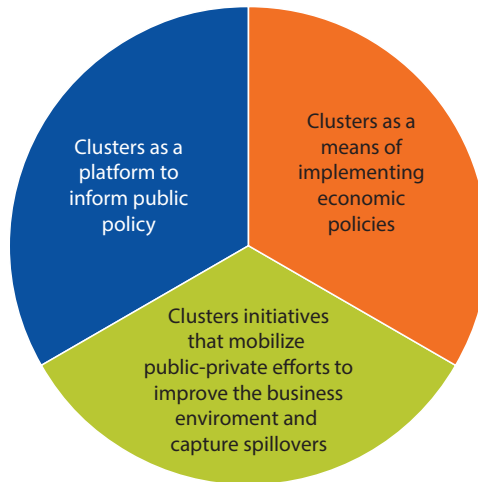 Clusters as a
platform to
inform public
policy
Clusters as a
means of
implementing
economic
policies
Clusters initiatives
that mobilize
public-private efforts to
improve the business
enviroment and
capture spillovers